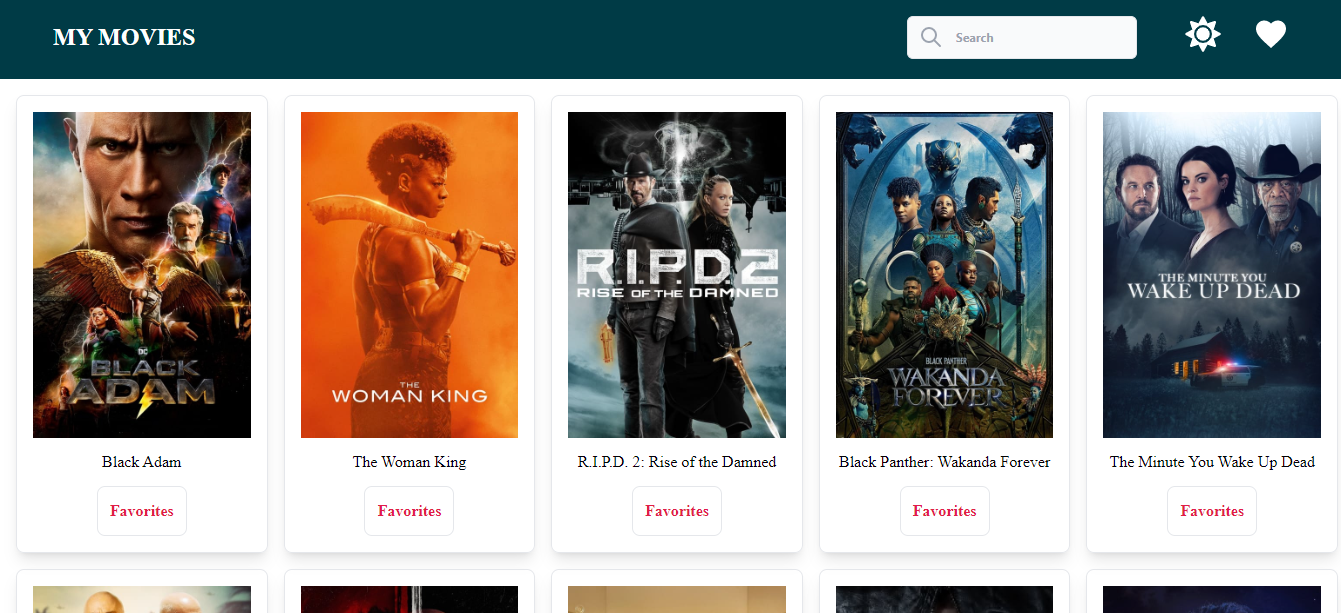 MY MOVIES
Search
DC
BLACK
ADAM
THE
WOMAN KING
R.I.P.D.2
RISE OF THE DAMNED
BLACK PANTHER
WAKANDA
FOREVER
THE MINUTE YOU
WAKE UP DEAD
Black Adam
The Woman King
R.I.P.D. 2: Rise of the Damned
Black Panther: Wakanda Forever
The Minute You Wake Up Dead
Favorites
Favorites
Favorites
Favorites
Favorites